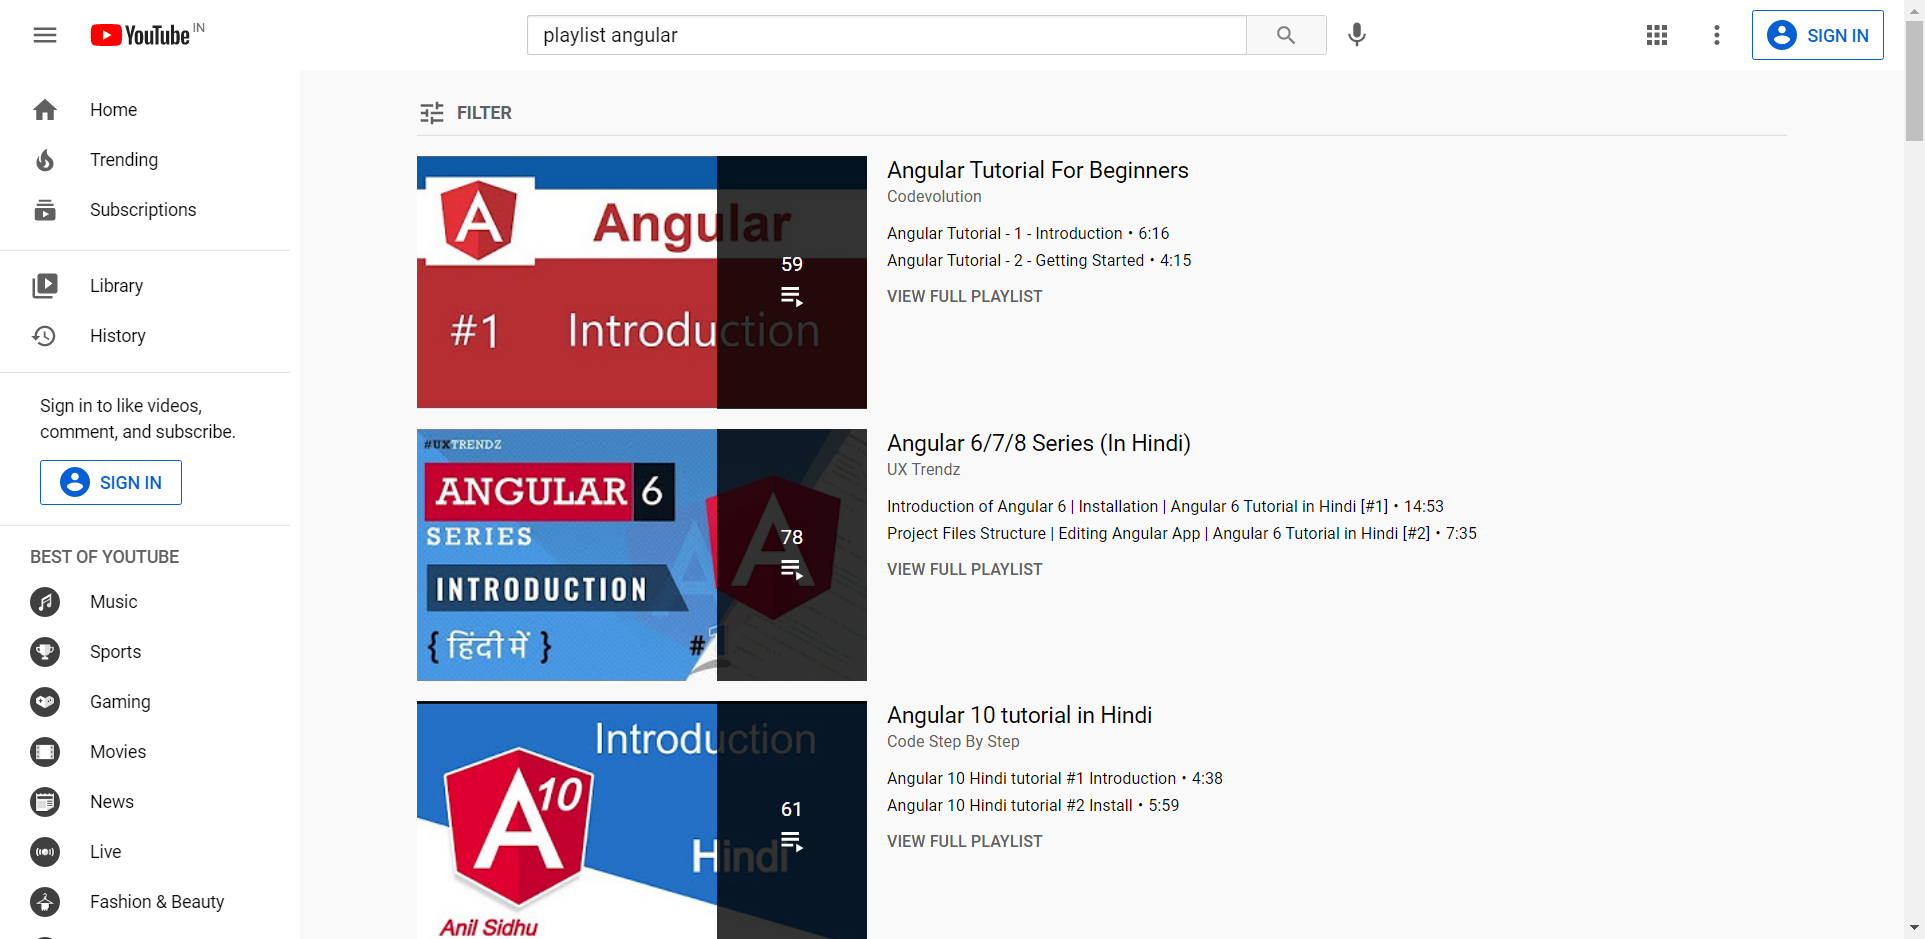 YouTube IN
playlist angular
SIGN IN
Home
Trending
Subscriptions
Library
History
Sign in to like videos,
comment, and subscribe.
SIGN IN
BEST OF YOUTUBE
Music
Sports
Gaming
Movies
News
Live
Fashion & Beauty
FILTER
Angular
#1 Introduction
59
Angular Tutorial For Beginners
Codevolution
Angular Tutorial - 1 - Introduction • 6:16
Angular Tutorial - 2 - Getting Started • 4:15
VIEW FULL PLAYLIST
#UXTRENDZ
ANGULAR 6
SERIES
INTRODUCTION
{ हिंदी में }
#1
78
Angular 6/7/8 Series (In Hindi)
UX Trendz
Introduction of Angular 6 | Installation | Angular 6 Tutorial in Hindi [#1] • 14:53
Project Files Structure | Editing Angular App | Angular 6 Tutorial in Hindi [#2] • 7:35
VIEW FULL PLAYLIST
Introduction
A10
Hindi
Anil Sidhu
61
Angular 10 tutorial in Hindi
Code Step By Step
Angular 10 Hindi tutorial #1 Introduction • 4:38
Angular 10 Hindi tutorial #2 Install • 5:59
VIEW FULL PLAYLIST